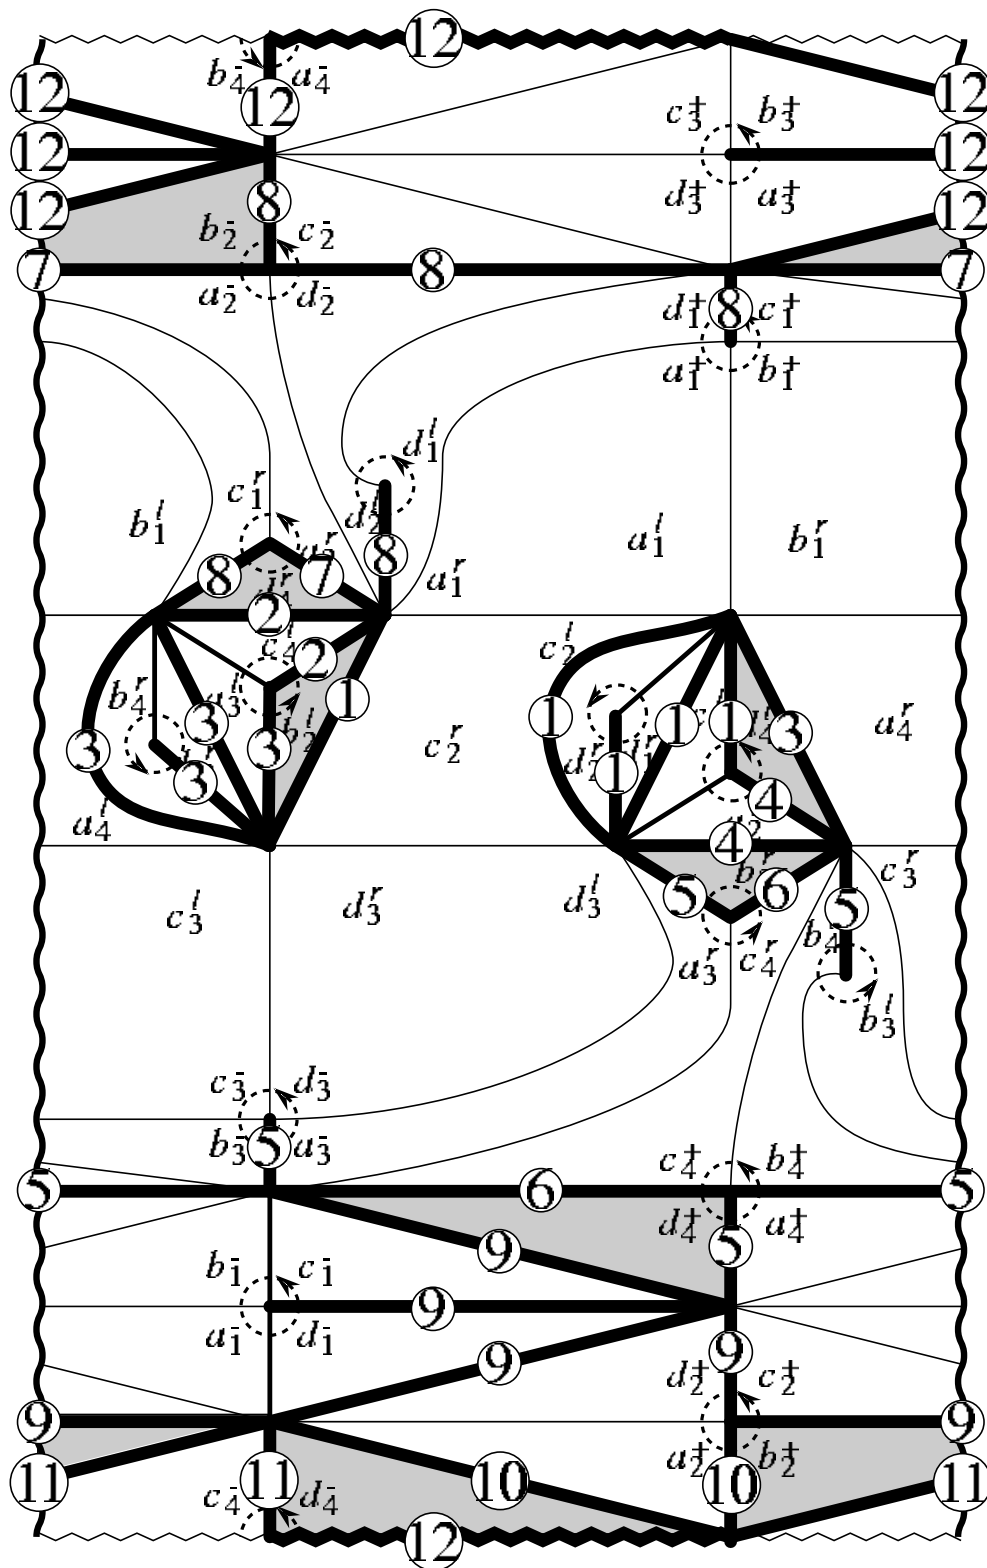 12
b₄⁻ a₄⁻
12 12 12
c₃⁺ b₃⁺
12 12
d₃⁺ a₃⁺
12 8 12
b₂⁻ c₂⁻
7 8 7
a₂⁻ d₂⁻
d₁⁺ 8 c₁⁺
a₁⁺ b₁⁺
d₁ˡ
c₁ʳ
b₁ˡ d₂ˡ a₁ˡ b₁ʳ
8 7 8 a₁ʳ
2
c₄ˡ 2 c₂ˡ
b₄ʳ a₃ˡ 1
3 3 3 b₂ˡ c₂ʳ 1 1 1 3 a₄ʳ
3 d₂ʳ 1 d₁ʳ 4
a₄ˡ 4
c₃ˡ d₃ʳ d₃ˡ 5 6 5 c₃ʳ
a₃ʳ c₄ʳ
b₃ˡ
c₃⁻ d₃⁻
b₃⁻ 5 a₃⁻
c₄⁺ b₄⁺
5 6 5
d₄⁺ a₄⁺
9 5
b₁⁻ c₁⁻
9
a₁⁻ d₁⁻
9 9
d₂⁺ c₂⁺
9 9
a₂⁺ b₂⁺
11 11 10 10 11
c₄⁻ d₄⁻
12